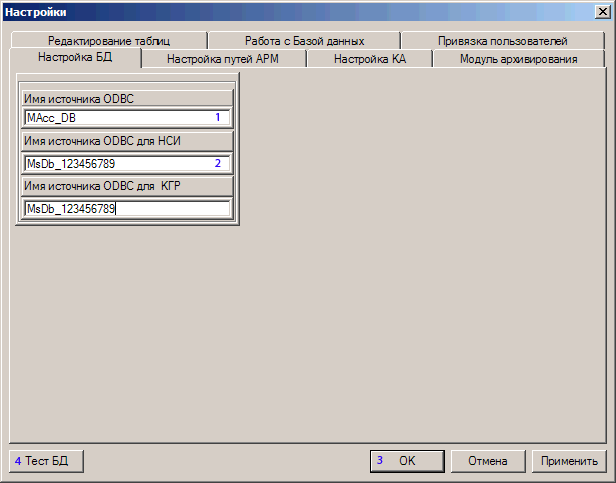 Настройки
Редактирование таблиц Работа с Базой данных Привязка пользователей
Настройка БД Настройка путей АРМ Настройка КА Модуль архивирования
Имя источника ODBC
MAcc_DB 1
Имя источника ODBC для НСИ
MsDb_123456789 2
Имя источника ODBC для КГР
MsDb_123456789
4 Тест БД 3 OK Отмена Применить